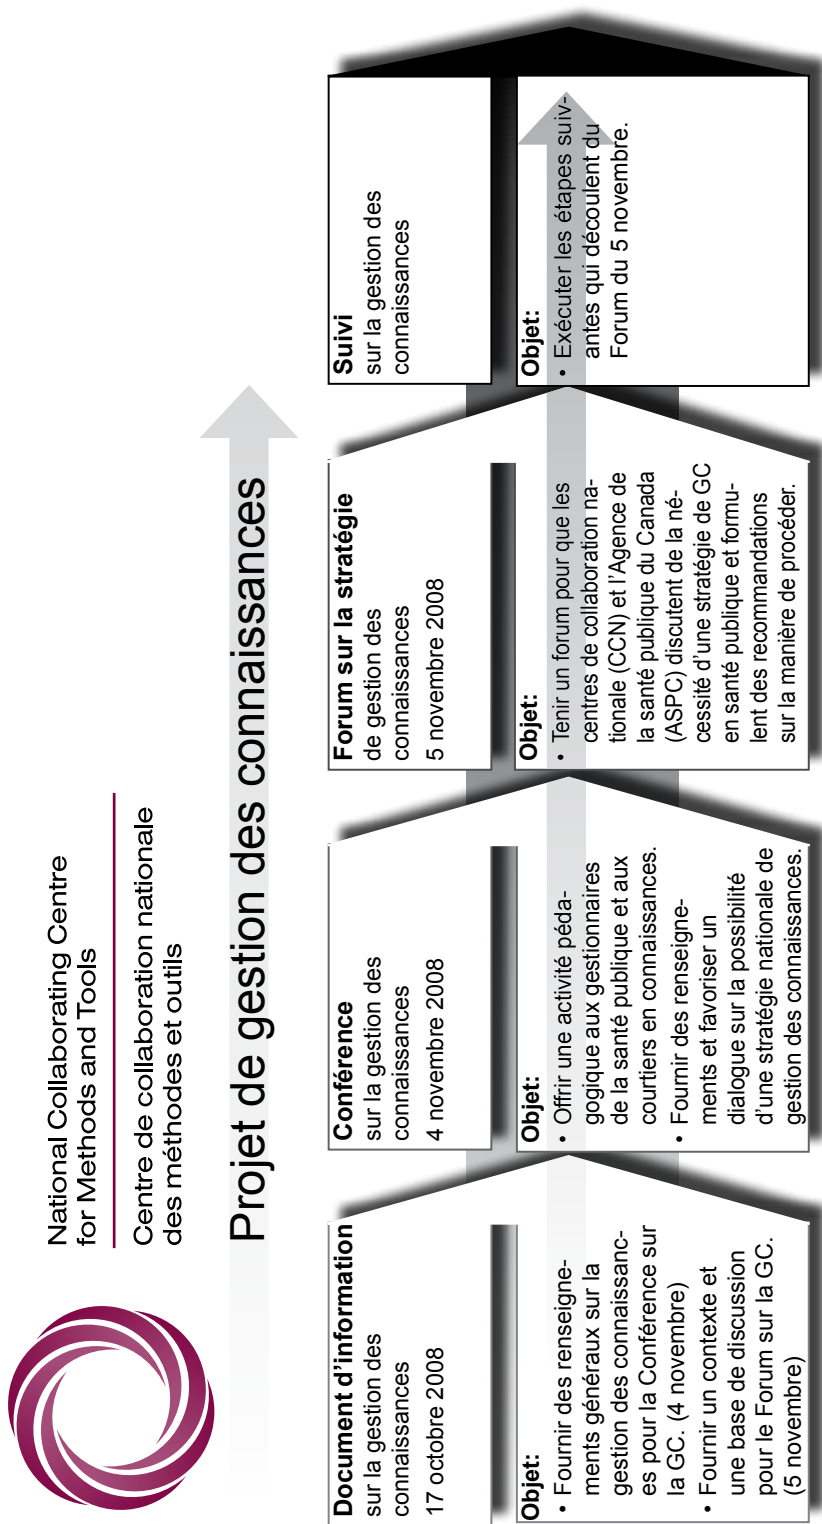 National Collaborating Centre
for Methods and Tools
Centre de collaboration nationale
des méthodes et outils
Projet de gestion des connaissances
Document d’information
sur la gestion des
connaissances
17 octobre 2008
Objet:
• Fournir des renseigne-
ments généraux sur la
gestion des connaissanc-
es pour la Conférence sur
la GC. (4 novembre)
• Fournir un contexte et
une base de discussion
pour le Forum sur la GC.
(5 novembre)
Conférence
sur la gestion des
connaissances
4 novembre 2008
Objet:
• Offrir une activité péda-
gogique aux gestionnaires
de la santé publique et aux
courtiers en connaissances.
• Fournir des renseigne-
ments et favoriser un
dialogue sur la possibilité
d’une stratégie nationale de
gestion des connaissances.
Forum sur la stratégie
de gestion des
connaissances
5 novembre 2008
Objet:
• Tenir un forum pour que les
centres de collaboration na-
tionale (CCN) et l’Agence de
la santé publique du Canada
(ASPC) discutent de la né-
cessité d’une stratégie de GC
en santé publique et formu-
lent des recommandations
sur la manière de procéder.
Suivi
sur la gestion des
connaissances
Objet:
• Exécuter les étapes suiv-
antes qui découlent du
Forum du 5 novembre.